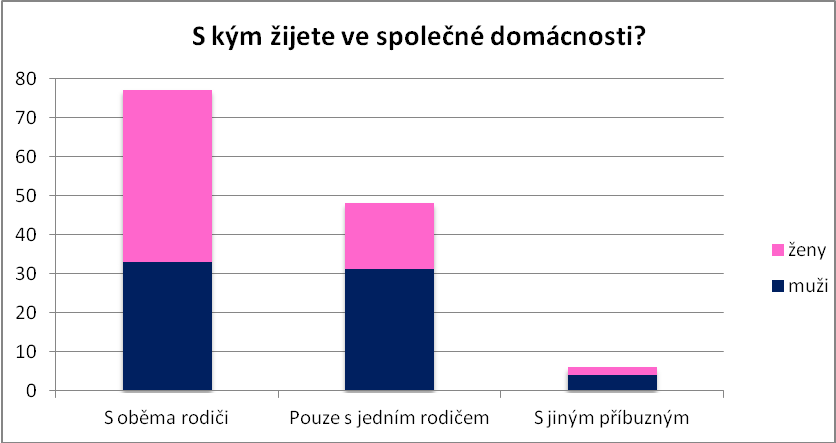 S kým žijete ve společné domácnosti?
80
70
60
50
40
30
20
10
0
S oběma rodiči
Pouze s jedním rodičem
S jiným příbuzným
ženy
muži